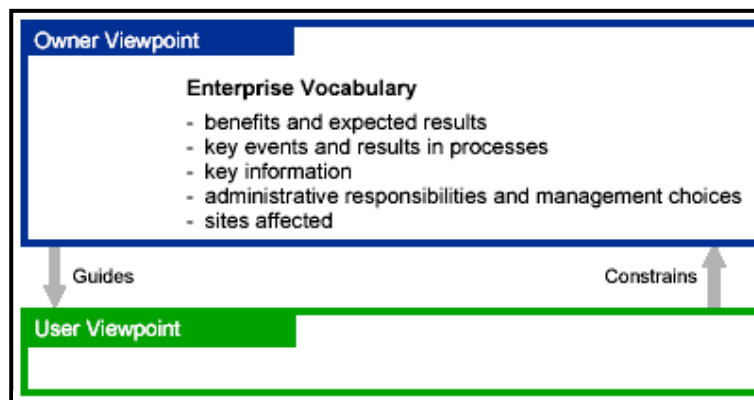 Owner Viewpoint
Enterprise Vocabulary
- benefits and expected results
- key events and results in processes
- key information
- administrative responsibilities and management choices
- sites affected
Guides
Constrains
User Viewpoint